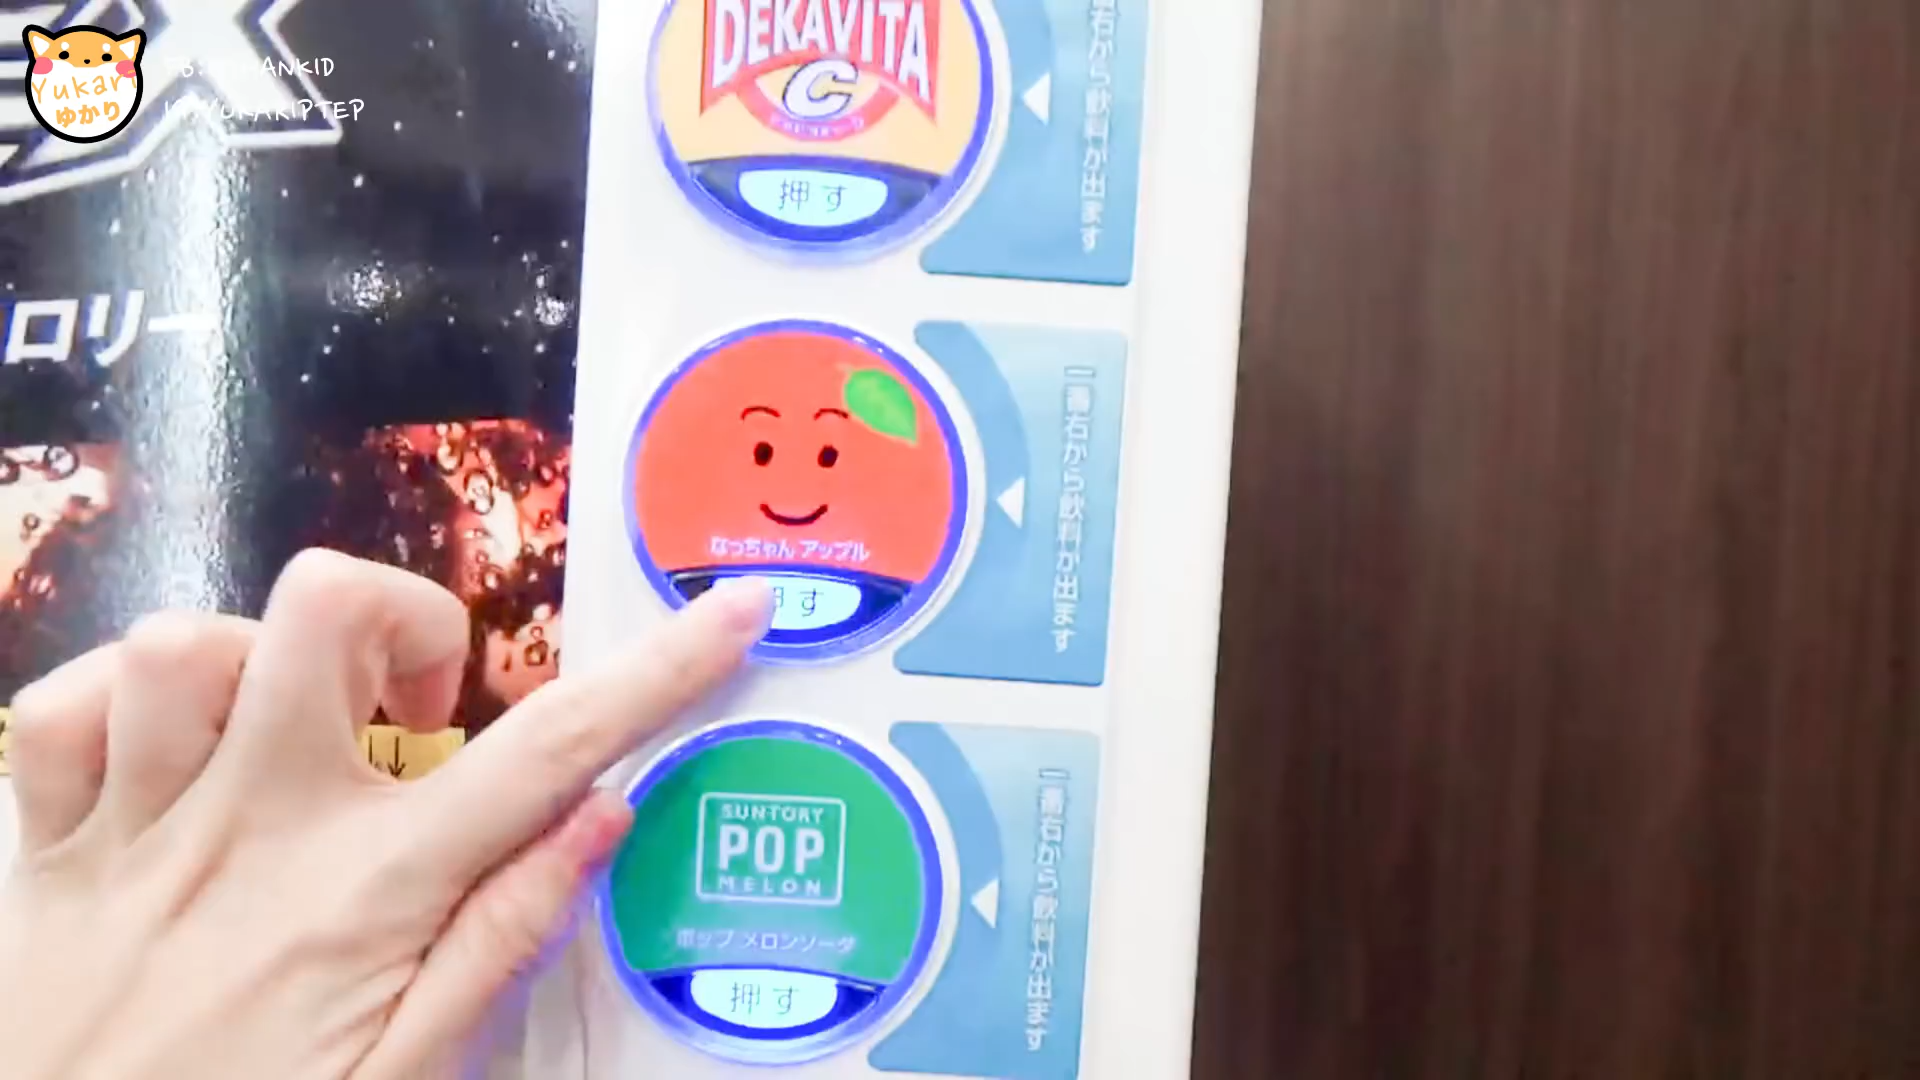 EX
Yukari
ゆかり
IG:YUKARIPTEP
ロリー
DEKAVITA
C
押す
右から飲料が出ます
なっちゃん アップル
す
一番右から飲料が出ます
SUNTORY
POP
MELON
ポップ メロンソーダ
押す
一番右から飲料が出ます